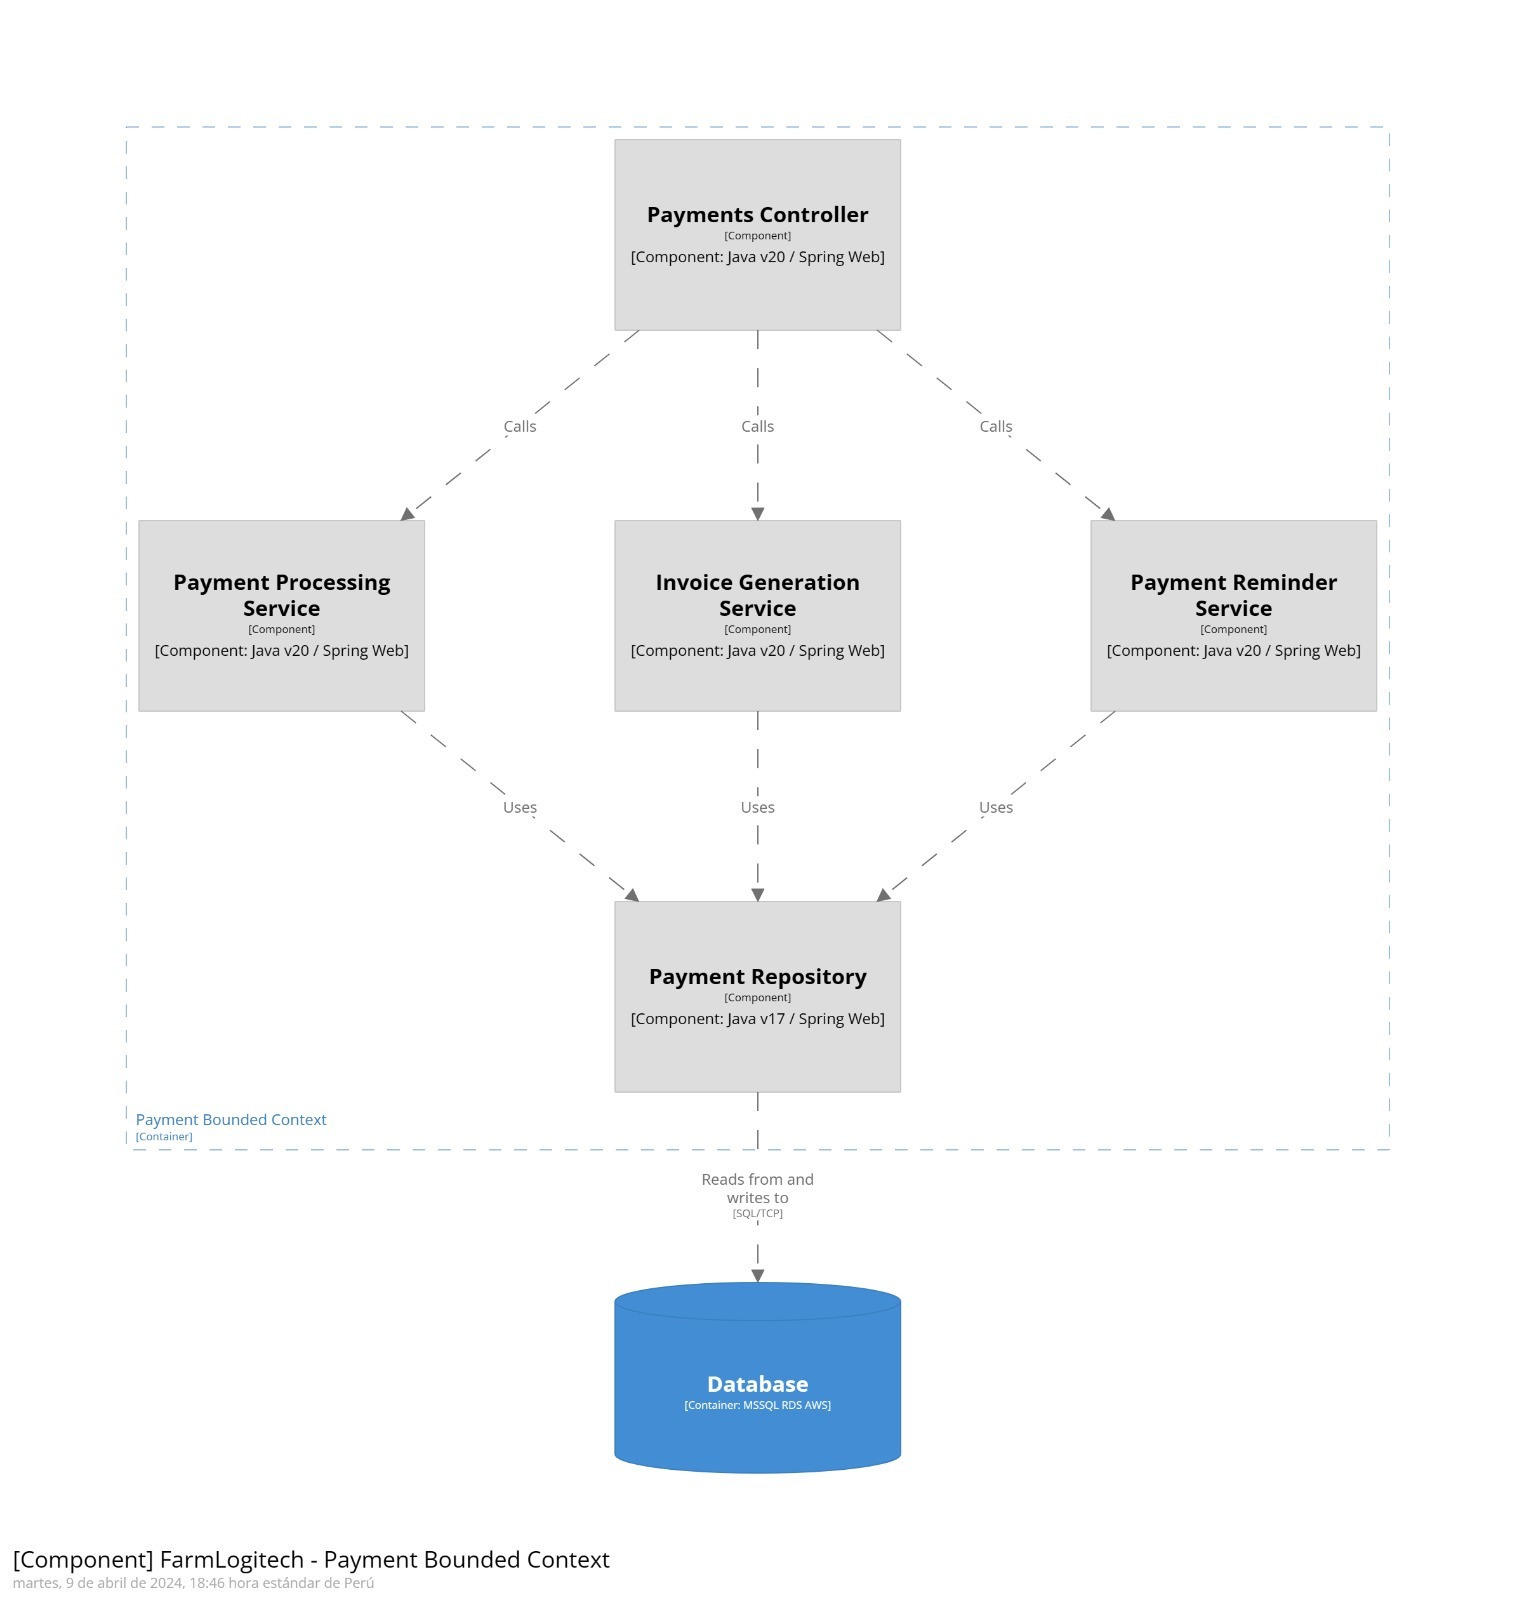 Payments Controller
[Component]
[Component: Java v20 / Spring Web]
Calls
Calls
Calls
Payment Processing
Service
[Component]
[Component: Java v20 / Spring Web]
Invoice Generation
Service
[Component]
[Component: Java v20 / Spring Web]
Payment Reminder
Service
[Component]
[Component: Java v20 / Spring Web]
Uses
Uses
Uses
Payment Repository
[Component]
[Component: Java v17 / Spring Web]
Payment Bounded Context
[Container]
Reads from and
writes to
[SQL/TCP]
Database
[Container: MSSQL RDS AWS]
[Component] FarmLogitech - Payment Bounded Context
martes, 9 de abril de 2024, 18:46 hora estándar de Perú